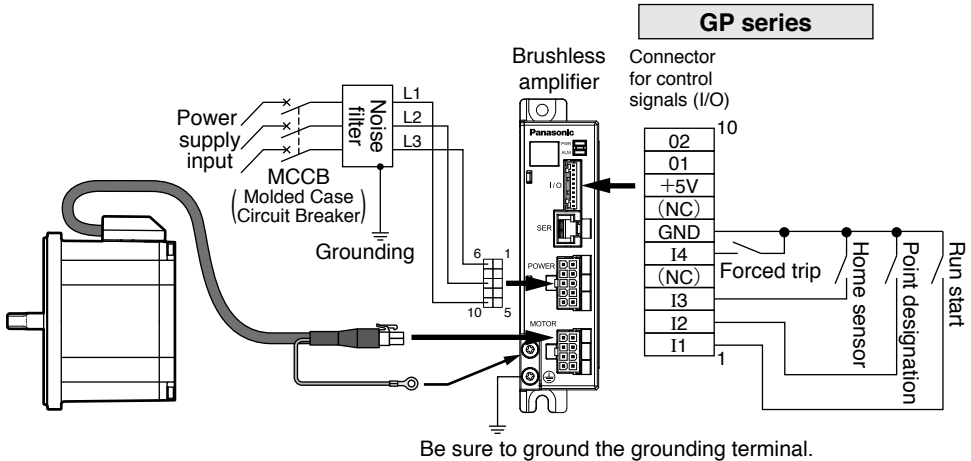 GP series
Brushless
amplifier
Connector
for control
signals (I/O)
Power
supply
input
Noise
filter
L1
L2
L3
MCCB
(Molded Case
Circuit Breaker)
Grounding
6
1
10
5
Panasonic
PWR
ALM
I/O
SER
POWER
MOTOR
10
02
01
+5V
(NC)
GND
I4
(NC)
I3
I2
I1
1
Forced trip
Home sensor
Point designation
Run start
Be sure to ground the grounding terminal.